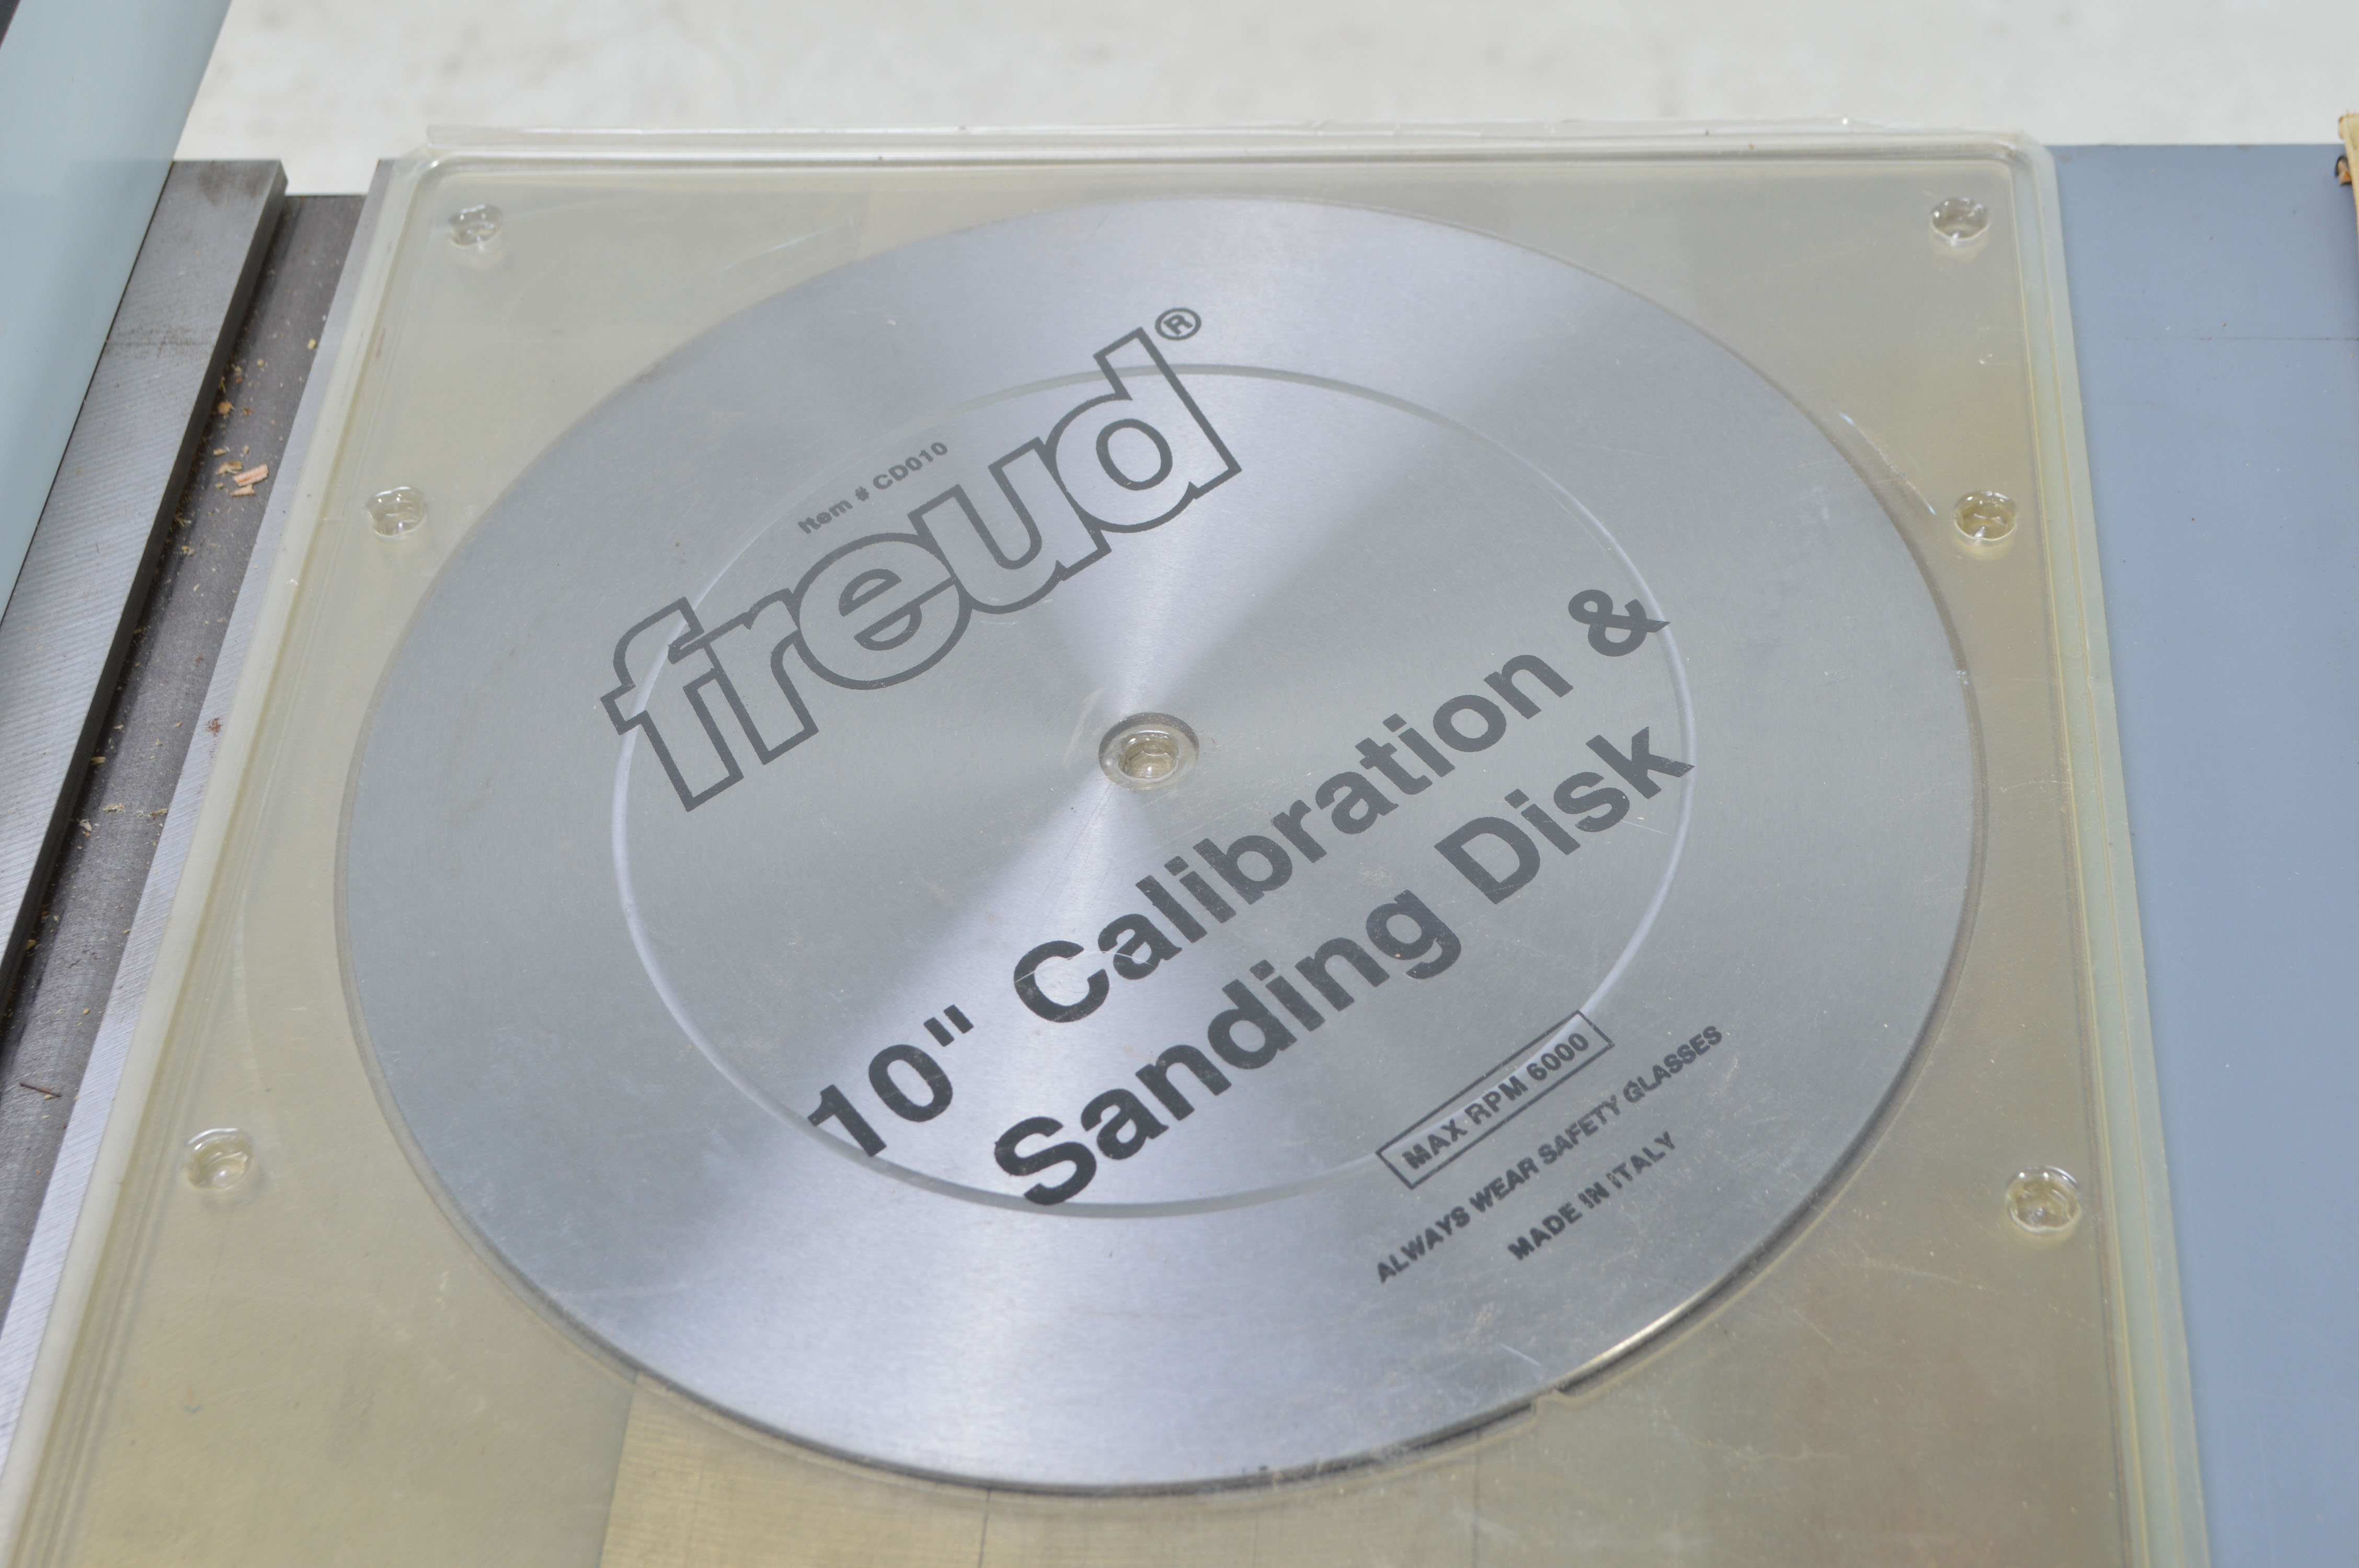 Item # CD010
freud®
10" Calibration &
Sanding Disk
MAX RPM 6000
ALWAYS WEAR SAFETY GLASSES
MADE IN ITALY